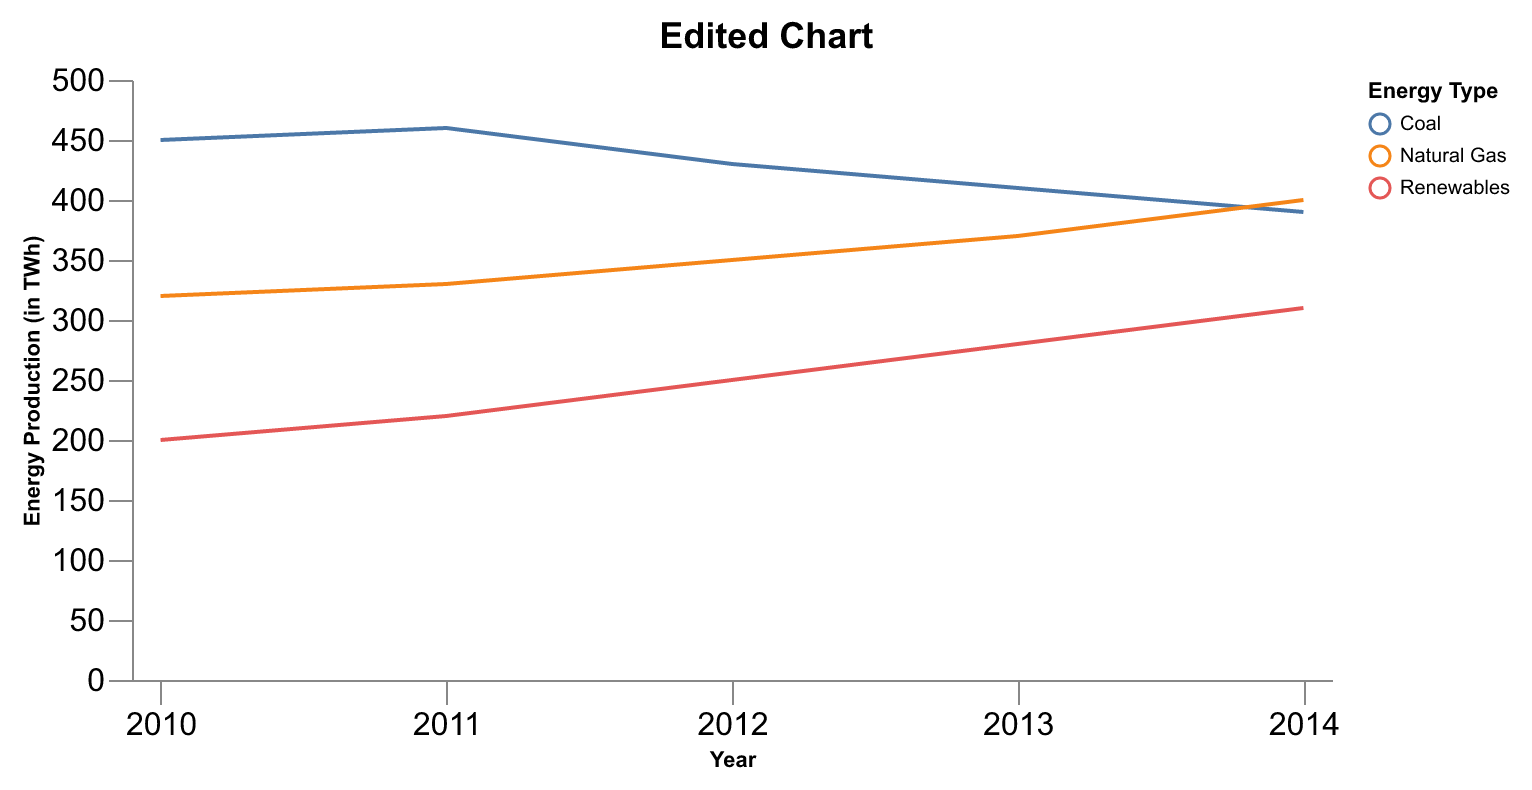 Edited Chart
Energy Production (in TWh)
500
450
400
350
300
250
200
150
100
50
0
2010 2011 2012 2013 2014
Year
Energy Type
Coal
Natural Gas
Renewables